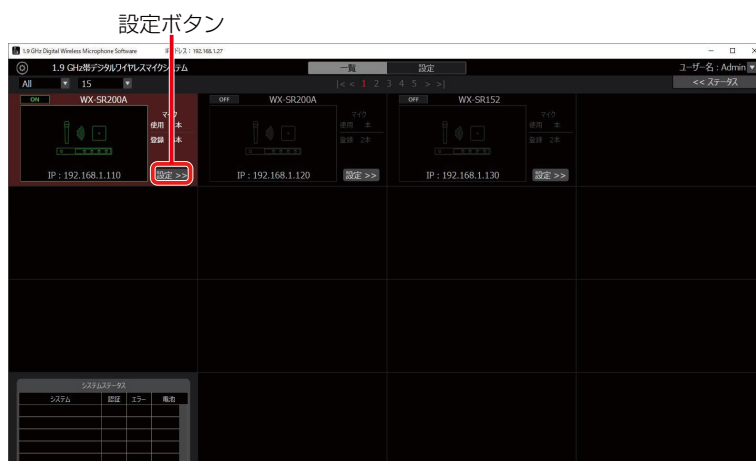 設定ボタン
1.9 GHz Digital Wireless Microphone Software IPアドレス : 192.168.1.27
1.9 GHz帯デジタルワイヤレスマイクシステム 一覧 設定 ユーザー名 : Admin
All 15 |< < 1 2 3 4 5 > >| << ステータス
ON WX-SR200A OFF WX-SR200A OFF WX-SR152
マイク マイク マイク
使用 本 使用 本 使用 本
登録 本 登録 2本 登録 2本
IP : 192.168.1.110 設定 >> IP : 192.168.1.120 設定 >> IP : 192.168.1.130 設定 >>
システムステータス
システム 認証 エラー 電池